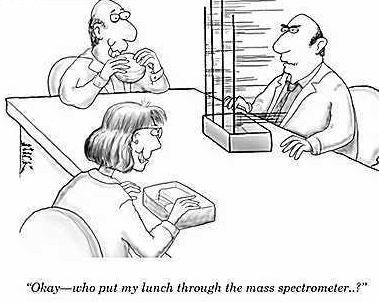 “Okay—who put my lunch through the mass spectrometer..?”